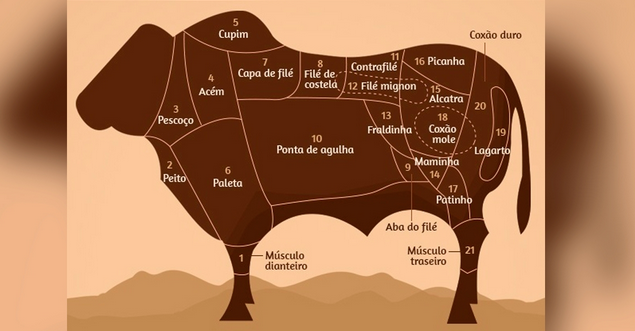 5
Cupim
Coxão duro
7
Capa de filé
8
Filé de
costela
11
Contrafilé
16 Picanha
12 Filé mignon
4
Acém
15
Alcatra
3
Pescoço
20
13
Fraldinha
18
Coxão
mole
19
Lagarto
10
Ponta de agulha
2
Peito
6
Paleta
9
Maminha
14
17
Patinho
Aba do filé
1
Músculo
dianteiro
Músculo
traseiro
21